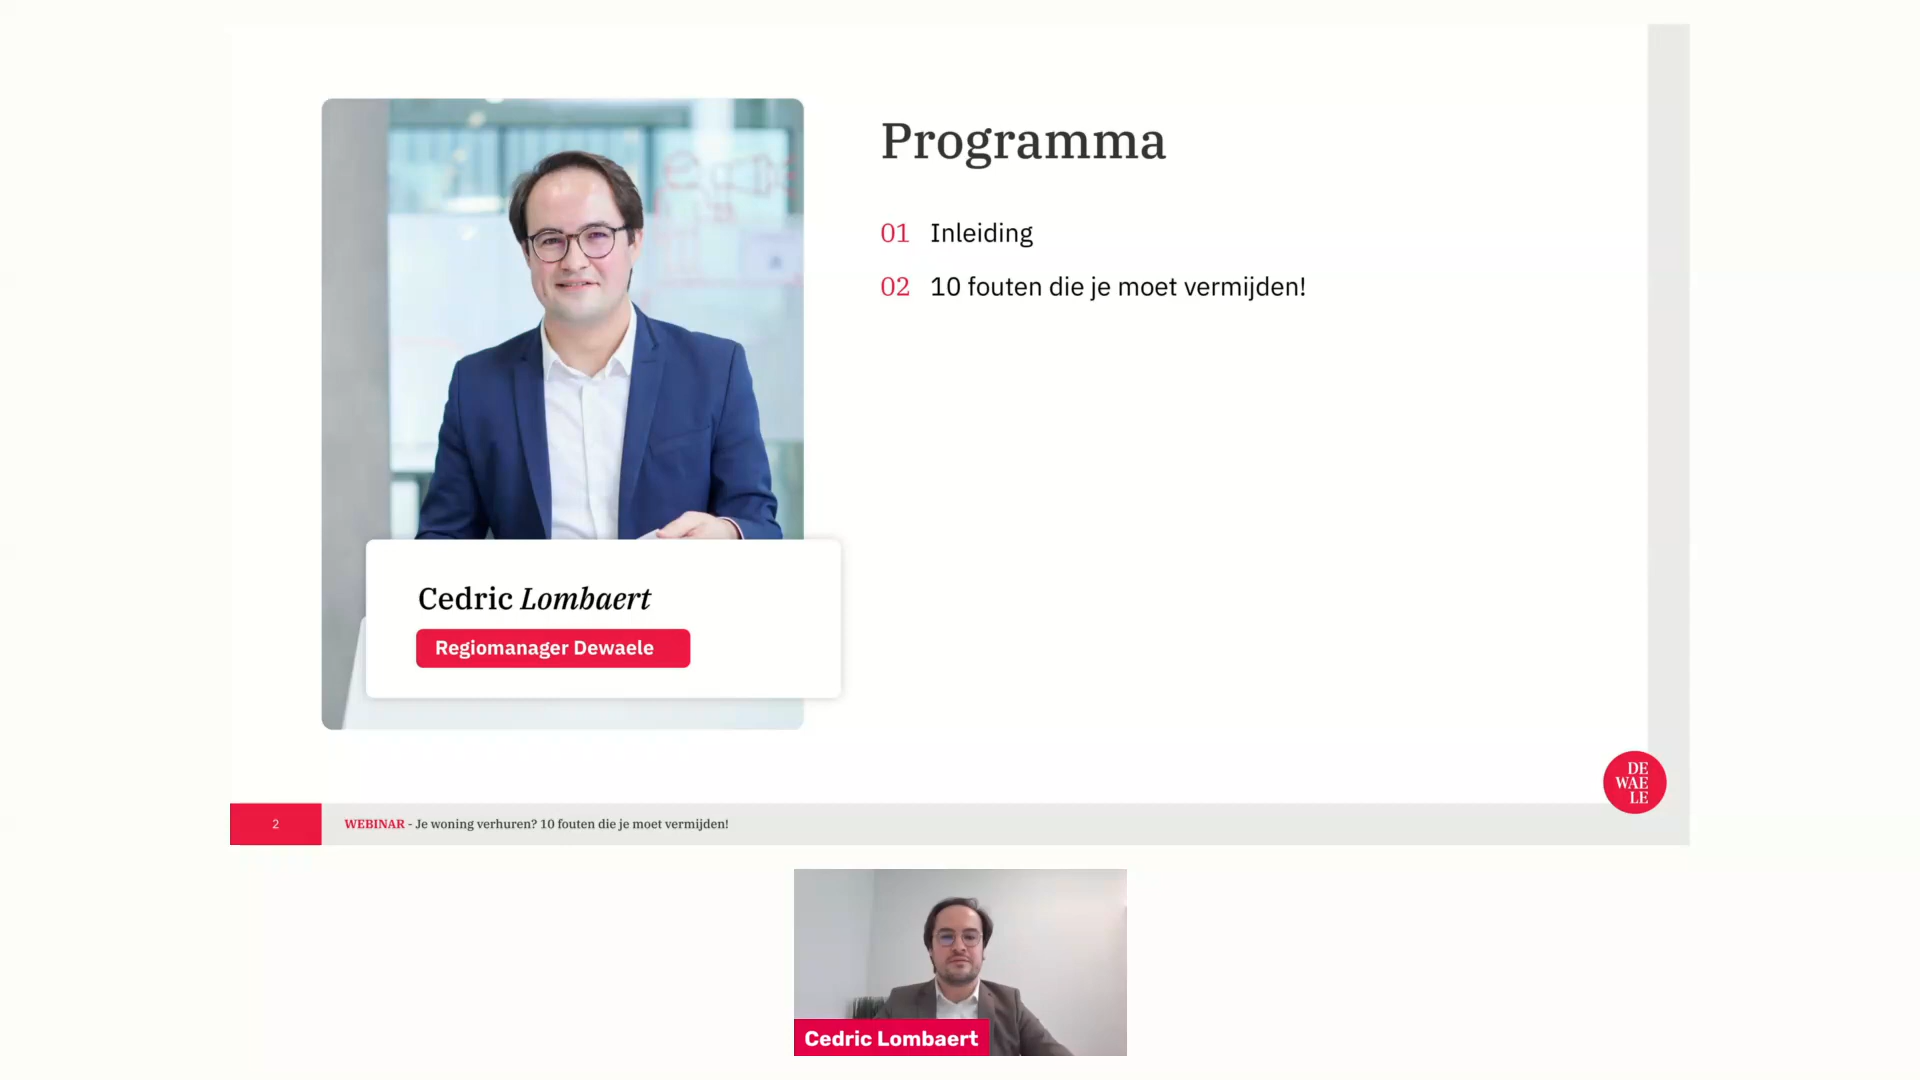 Programma
01 Inleiding
02 10 fouten die je moet vermijden!
Cedric Lombaert
Regiomanager Dewaele
DE
WAE
LE
2 WEBINAR - Je woning verhuren? 10 fouten die je moet vermijden!
Cedric Lombaert